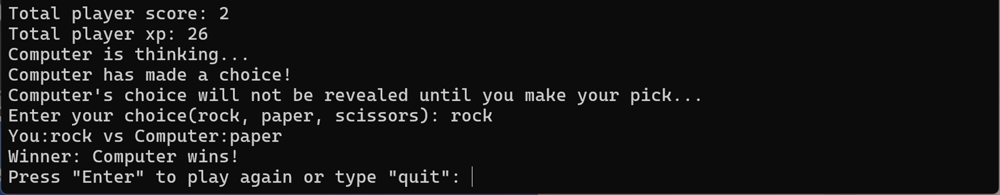 Total player score: 2
Total player xp: 26
Computer is thinking...
Computer has made a choice!
Computer's choice will not be revealed until you make your pick...
Enter your choice(rock, paper, scissors): rock
You:rock vs Computer:paper
Winner: Computer wins!
Press "Enter" to play again or type "quit":